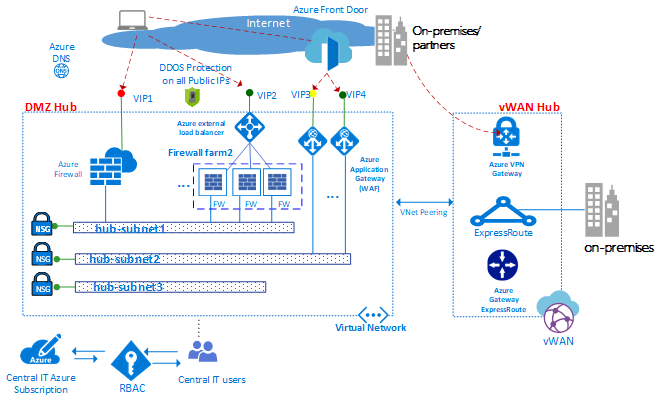 Azure Front Door
Internet
On-premises/
partners
Azure
DNS
DNS
DDOS Protection
on all Public IPs
VIP1
VIP2
VIP3
VIP4
DMZ Hub
vWAN Hub
Azure external
load balancer
Azure VPN
Gateway
Azure
Firewall
Firewall farm2
Azure
Application
Gateway
(WAF)
...
FW
FW
FW
...
VNet Peering
ExpressRoute
on-premises
NSG
hub-subnet1
NSG
hub-subnet2
NSG
hub-subnet3
Azure
Gateway
ExpressRoute
Virtual Network
vWAN
Azure
Central IT Azure
Subscription
RBAC
Central IT users